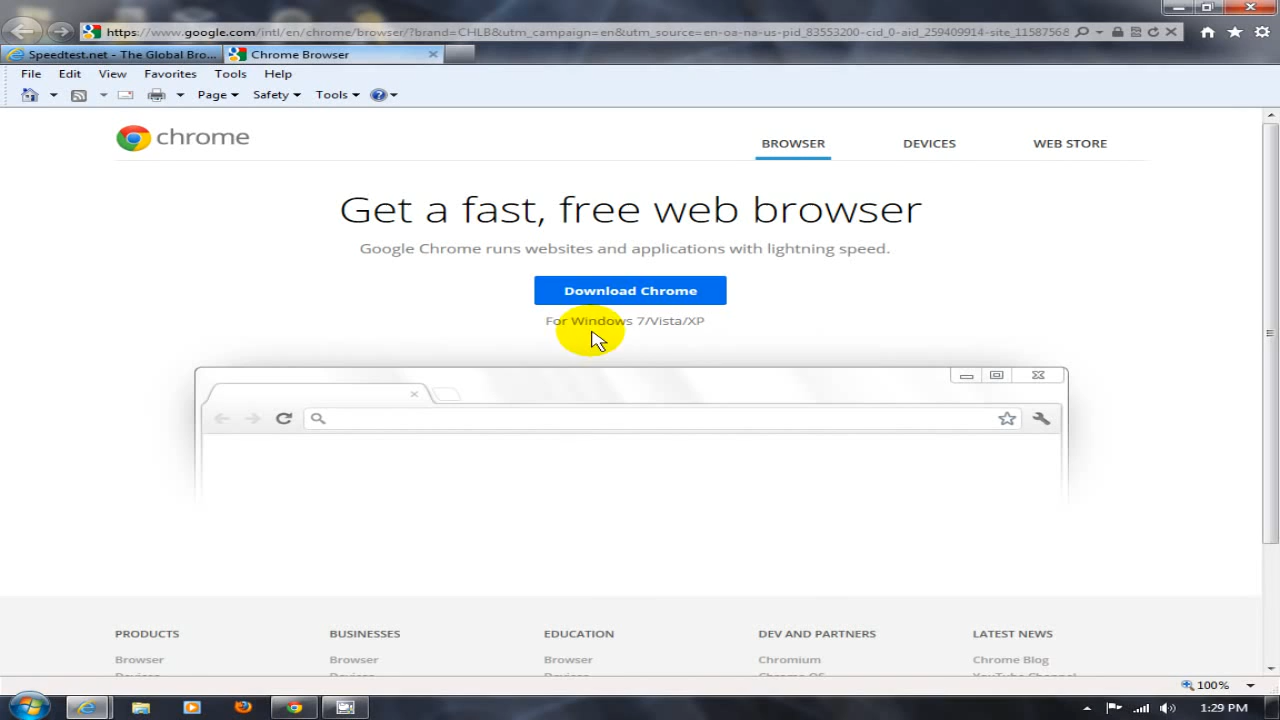 https://www.google.com/intl/en/chrome/browser/?brand=CHLB&utm_campaign=en&utm_source=en-oa-na-us-pid_83553200-cid_0-aid_259409914-site_11587568
Speedtest.net - The Global Bro... Chrome Browser
File Edit View Favorites Tools Help
Page Safety Tools
chrome
BROWSER DEVICES WEB STORE
Get a fast, free web browser
Google Chrome runs websites and applications with lightning speed.
Download Chrome
For Windows 7/Vista/XP
PRODUCTS BUSINESSES EDUCATION DEV AND PARTNERS LATEST NEWS
Browser Browser Browser Chromium Chrome Blog
Devices Devices Devices Chrome OS YouTube Channel
100%
1:29 PM